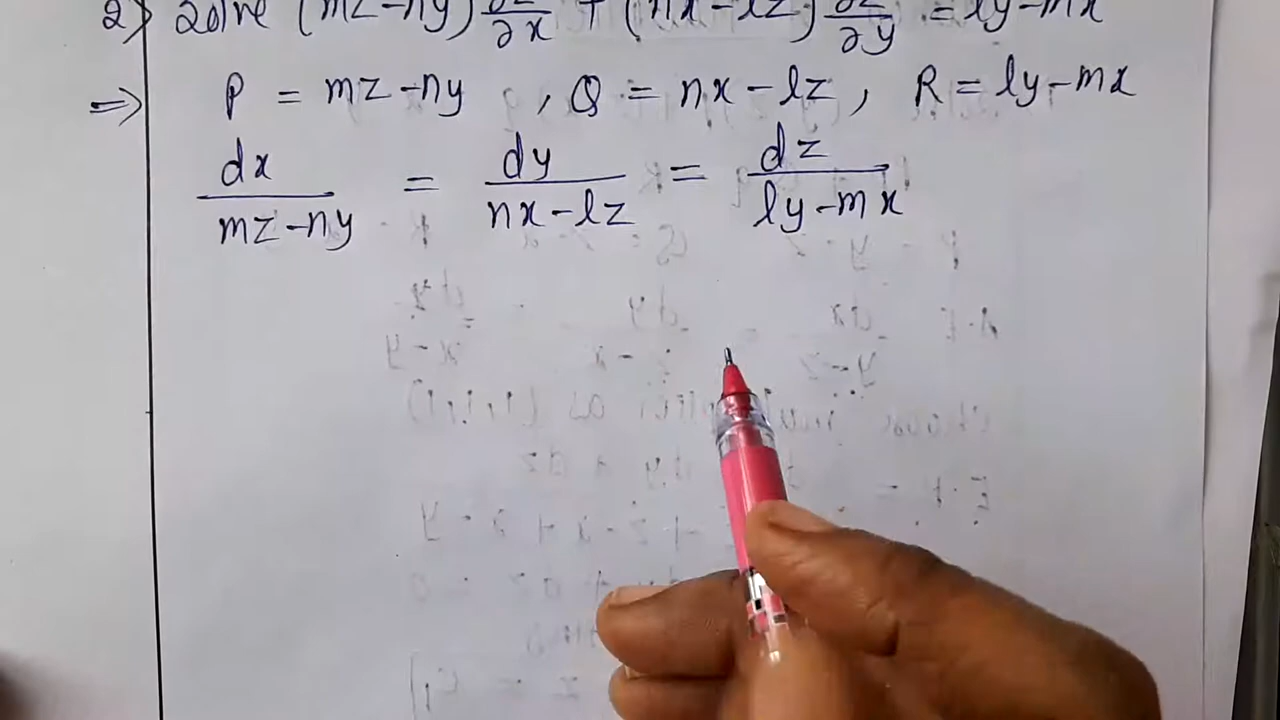 2) Solve (mz-ny) ∂z/∂x + (nx-lz) ∂z/∂y = ly-mx
⇒ P = mz-ny , Q = nx-lz , R = ly-mx
dx/mz-ny = dy/nx-lz = dz/ly-mx